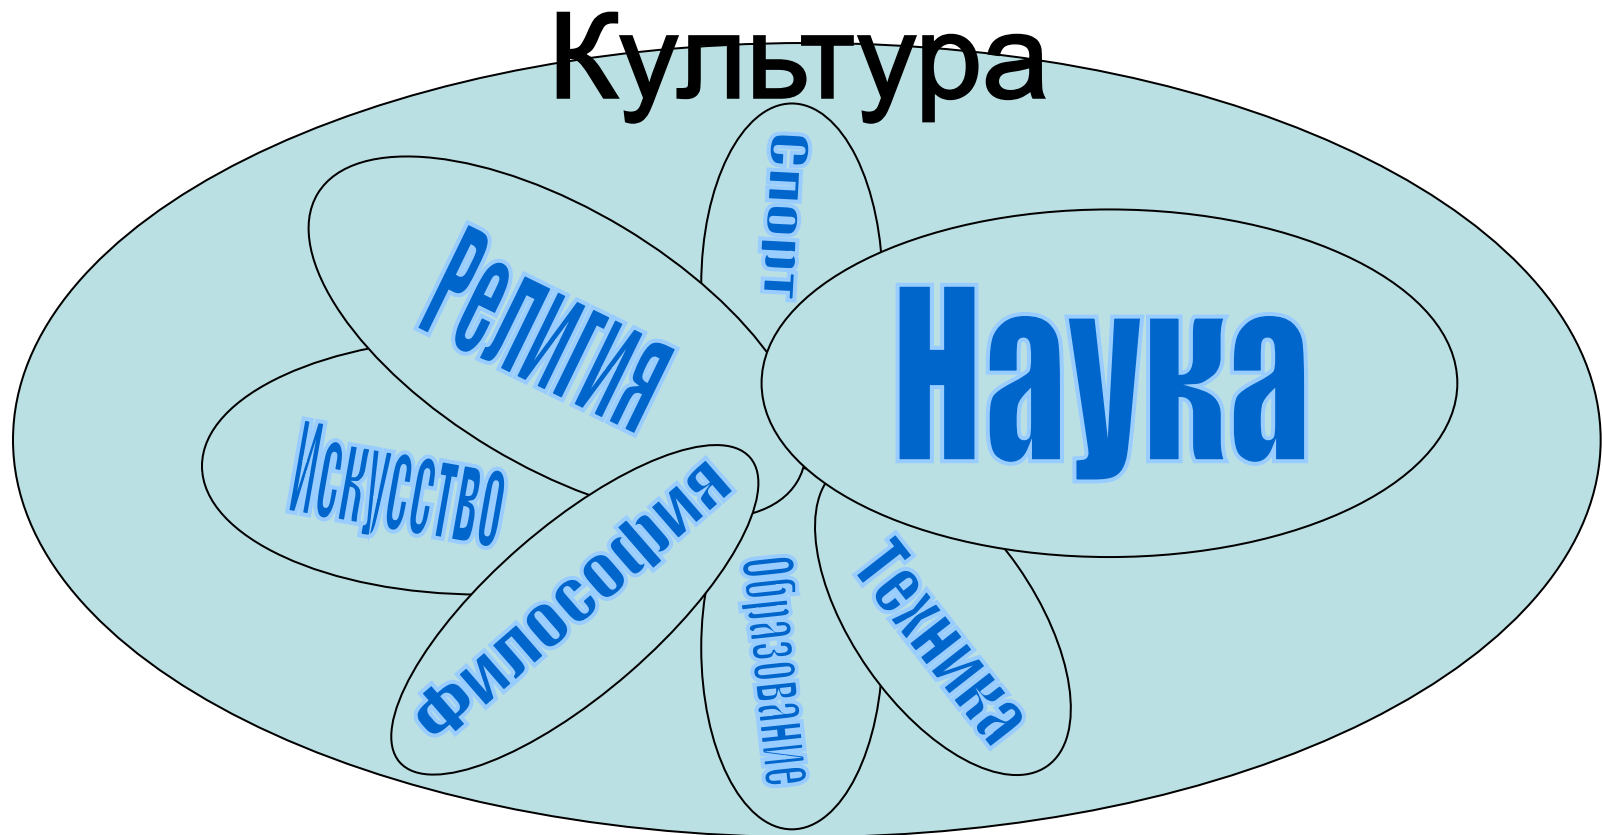 Культура
спорт
Религия
Наука
Искусство
Философия
Образование
Техника